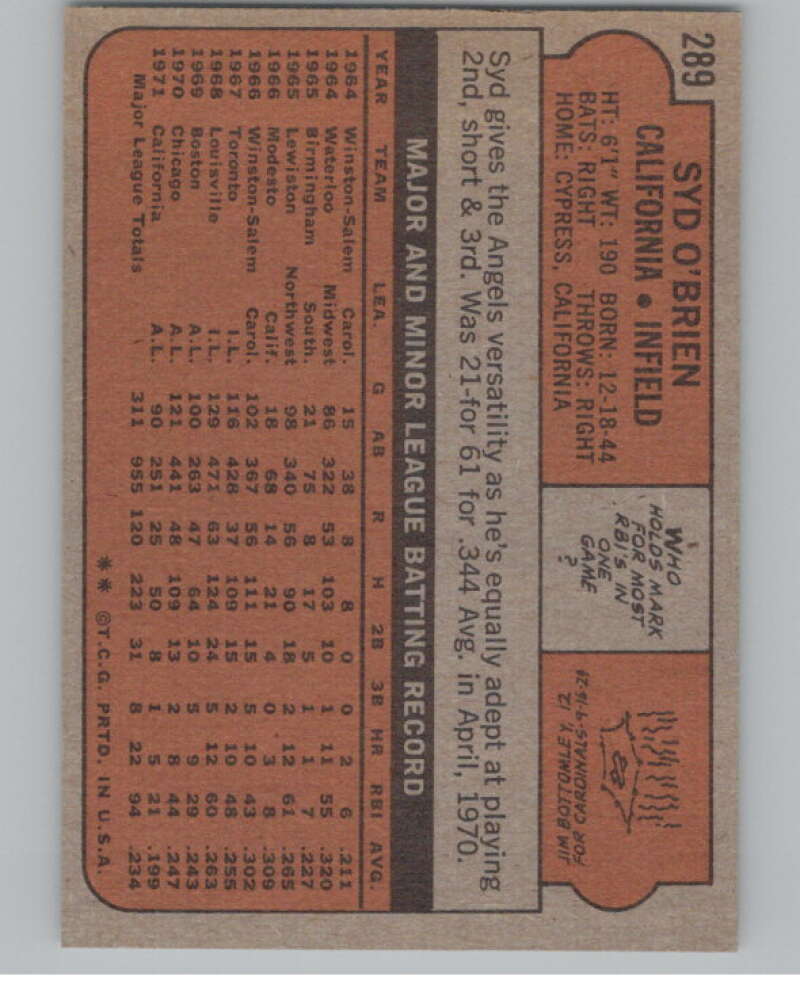 289
SYD O'BRIEN
CALIFORNIA • INFIELD
HT: 6'1" WT: 190 BORN: 12-18-44
BATS: RIGHT THROWS: RIGHT
HOME: CYPRESS, CALIFORNIA
WHO
HOLDS MARK
FOR MOST
RBI'S IN
ONE
GAME
?
JIM BOTTOMLEY, 12
FOR CARDINALS-9-16-24
Syd gives the Angels versatility as he's equally adept at playing
2nd, short & 3rd. Was 21-for 61 for .344 Avg. in April, 1970.
MAJOR AND MINOR LEAGUE BATTING RECORD
YEAR TEAM LEA. G AB R H 2B 3B HR RBI AVG.
1964 Winston-Salem Carol. 15 38 8 8 0 0 2 6 .211
1964 Waterloo Midwest 86 322 53 103 10 1 11 55 .320
1965 Birmingham South. 21 75 8 17 5 1 1 7 .227
1965 Lewiston Northwest 98 340 56 90 18 2 12 61 .265
1966 Modesto Calif. 18 68 14 21 4 0 3 8 .309
1966 Winston-Salem Carol. 102 367 56 111 15 5 10 43 .302
1967 Toronto I.L. 116 428 37 109 15 2 10 48 .255
1968 Louisville I.L. 129 471 63 124 24 5 12 60 .263
1969 Boston A.L. 100 263 47 64 10 5 9 29 .243
1970 Chicago A.L. 121 441 48 109 13 2 8 44 .247
1971 California A.L. 90 251 25 50 8 1 5 21 .199
Major League Totals 311 955 120 223 31 8 22 94 .234
** ©T.C.G. PRTD. IN U.S.A.